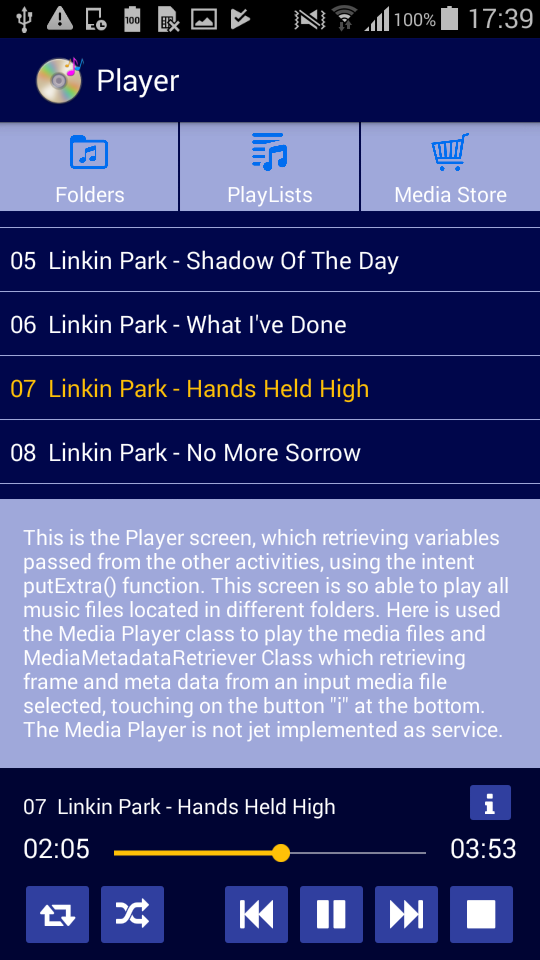 100
100%
17:39
Player
Folders
PlayLists
Media Store
05 Linkin Park - Shadow Of The Day
06 Linkin Park - What I've Done
07 Linkin Park - Hands Held High
08 Linkin Park - No More Sorrow
This is the Player screen, which retrieving variables
passed from the other activities, using the intent
putExtra() function. This screen is so able to play all
music files located in different folders. Here is used
the Media Player class to play the media files and
MediaMetadataRetriever Class which retrieving
frame and meta data from an input media file
selected, touching on the button "i" at the bottom.
The Media Player is not jet implemented as service.
07 Linkin Park - Hands Held High
i
02:05
03:53